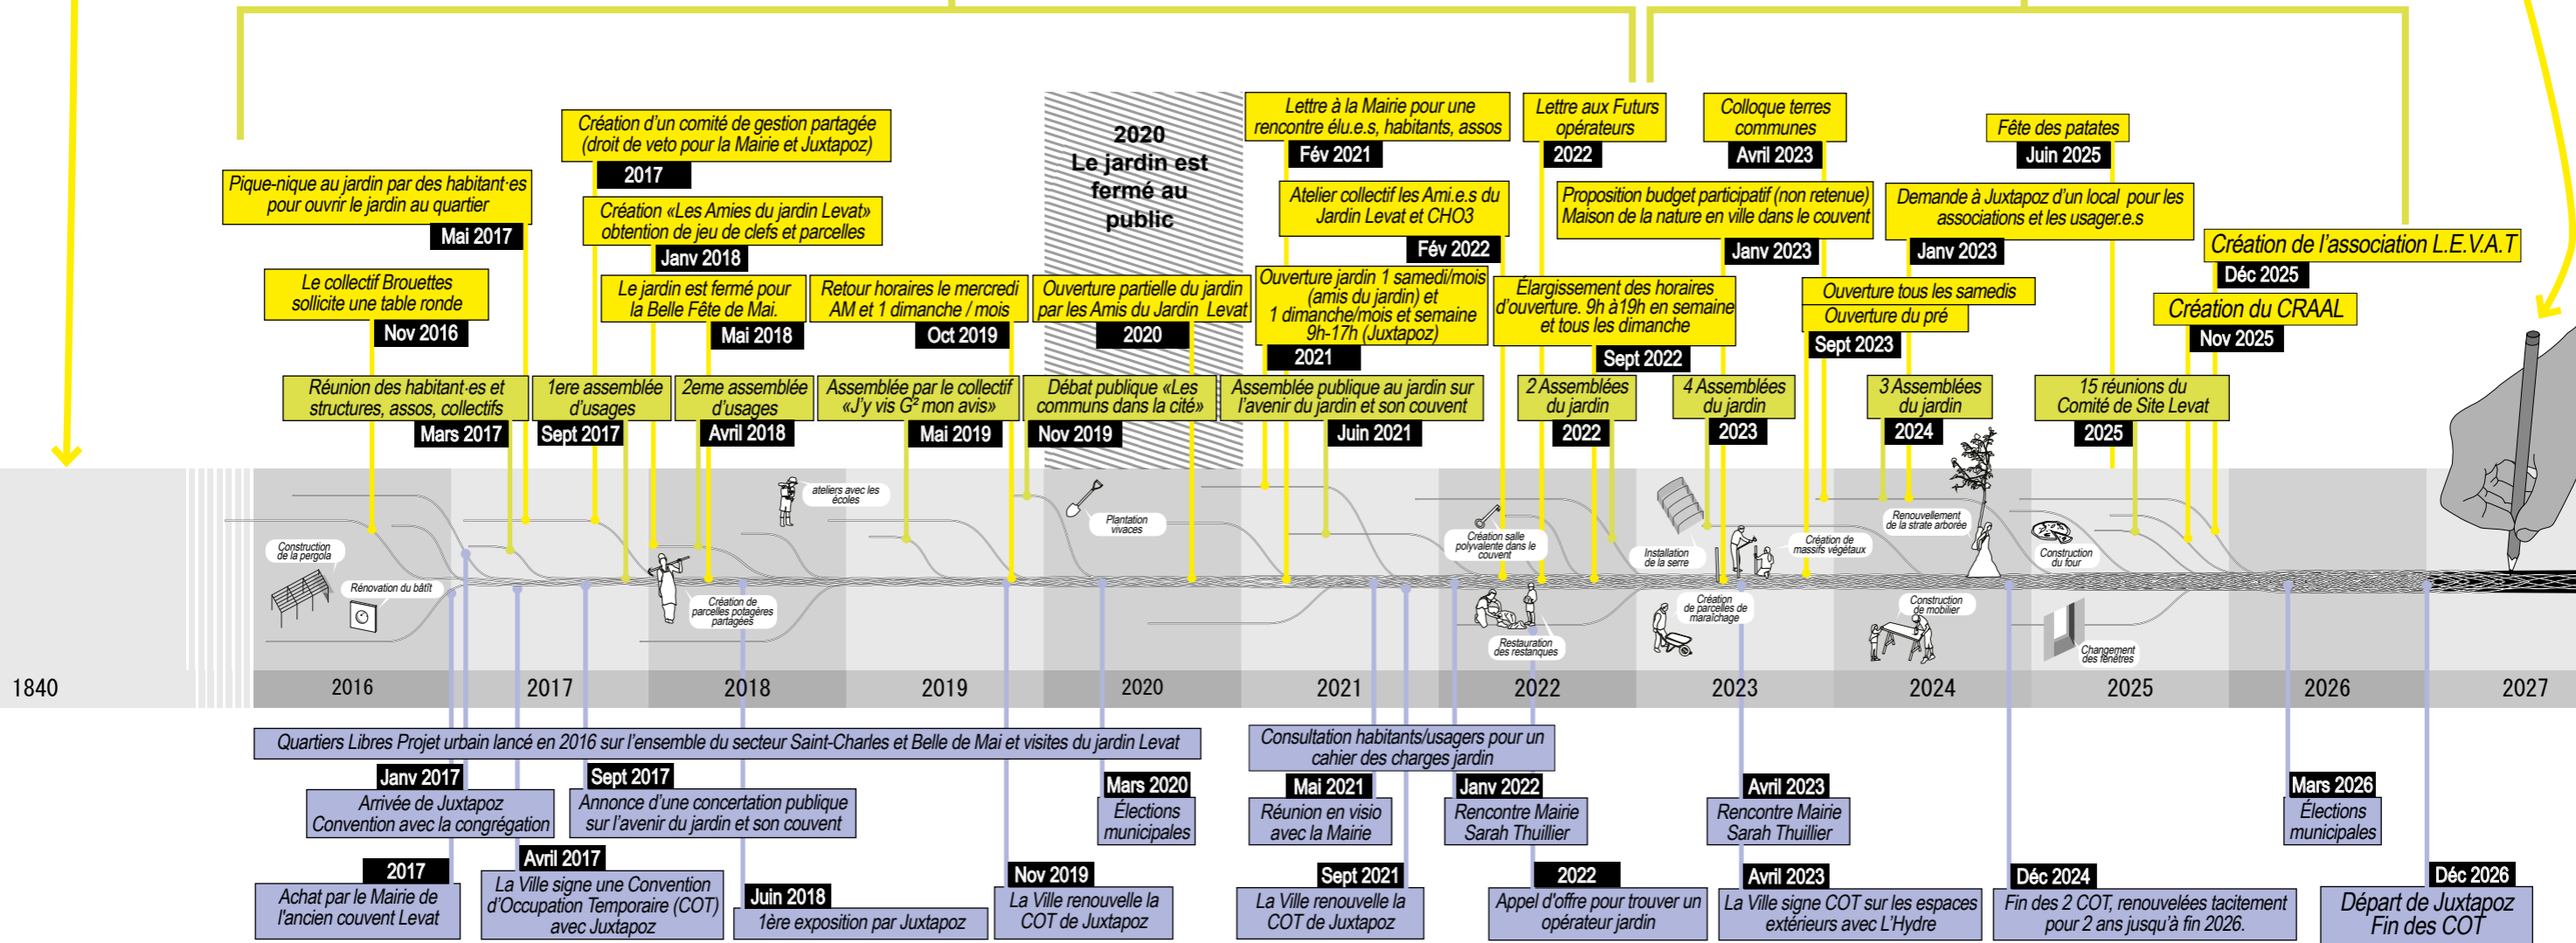 Création d'un comité de gestion partagée
(droit de veto pour la Mairie et Juxtapoz)
2017
Pique-nique au jardin par des habitant·es
pour ouvrir le jardin au quartier
Mai 2017
Création «Les Amies du jardin Levat»
obtention de jeu de clefs et parcelles
Janv 2018
Le collectif Brouettes
sollicite une table ronde
Nov 2016
Le jardin est fermé pour
la Belle Fête de Mai.
Mai 2018
Retour horaires le mercredi
AM et 1 dimanche / mois
Oct 2019
2020
Le jardin est
fermé au
public
Ouverture partielle du jardin
par les Amis du Jardin Levat
2020
Lettre à la Mairie pour une
rencontre élu.e.s, habitants, assos
Fév 2021
Atelier collectif les Ami.e.s du
Jardin Levat et CHO3
Fév 2022
Ouverture jardin 1 samedi/mois
(amis du jardin) et
1 dimanche/mois et semaine
9h-17h (Juxtapoz)
2021
Lettre aux Futurs
opérateurs
2022
Colloque terres
communes
Avril 2023
Proposition budget participatif (non retenue)
Maison de la nature en ville dans le couvent
Janv 2023
Élargissement des horaires
d'ouverture. 9h à19h en semaine
et tous les dimanche
Sept 2022
Fête des patates
Juin 2025
Demande à Juxtapoz d'un local pour les
associations et les usager.e.s
Janv 2023
Ouverture tous les samedis
Ouverture du pré
Sept 2023
Création de l'association L.E.V.A.T
Déc 2025
Création du CRAAL
Nov 2025
Réunion des habitant·es et
structures, assos, collectifs
Mars 2017
1ere assemblée
d'usages
Sept 2017
2eme assemblée
d'usages
Avril 2018
Assemblée par le collectif
«J'y vis G² mon avis»
Mai 2019
Débat publique «Les
communs dans la cité»
Nov 2019
Assemblée publique au jardin sur
l'avenir du jardin et son couvent
Juin 2021
2 Assemblées
du jardin
2022
4 Assemblées
du jardin
2023
3 Assemblées
du jardin
2024
15 réunions du
Comité de Site Levat
2025
Construction
de la pergola
Rénovation du bâtît
Création de
parcelles potagères
partagées
ateliers avec les
écoles
Plantation
vivaces
Création salle
polyvalente dans le
couvent
Restauration
des restanques
Installation
de la serre
Création de
massifs végétaux
Création
de parcelles de
maraîchage
Renouvellement
de la strate arborée
Construction
de mobilier
Construction
du four
Changement
des fenêtres
1840
2016
2017
2018
2019
2020
2021
2022
2023
2024
2025
2026
2027
Quartiers Libres Projet urbain lancé en 2016 sur l'ensemble du secteur Saint-Charles et Belle de Mai et visites du jardin Levat
Consultation habitants/usagers pour un
cahier des charges jardin
Janv 2017
Arrivée de Juxtapoz
Convention avec la congrégation
Sept 2017
Annonce d'une concertation publique
sur l'avenir du jardin et son couvent
Mars 2020
Élections
municipales
Mai 2021
Réunion en visio
avec la Mairie
Janv 2022
Rencontre Mairie
Sarah Thuillier
Avril 2023
Rencontre Mairie
Sarah Thuillier
Mars 2026
Élections
municipales
2017
Achat par le Mairie de
l'ancien couvent Levat
Avril 2017
La Ville signe une Convention
d'Occupation Temporaire (COT)
avec Juxtapoz
Juin 2018
1ère exposition par Juxtapoz
Nov 2019
La Ville renouvelle la
COT de Juxtapoz
Sept 2021
La Ville renouvelle la
COT de Juxtapoz
2022
Appel d'offre pour trouver un
opérateur jardin
Avril 2023
La Ville signe COT sur les espaces
extérieurs avec L'Hydre
Déc 2024
Fin des 2 COT, renouvelées tacitement
pour 2 ans jusqu'à fin 2026.
Déc 2026
Départ de Juxtapoz
Fin des COT